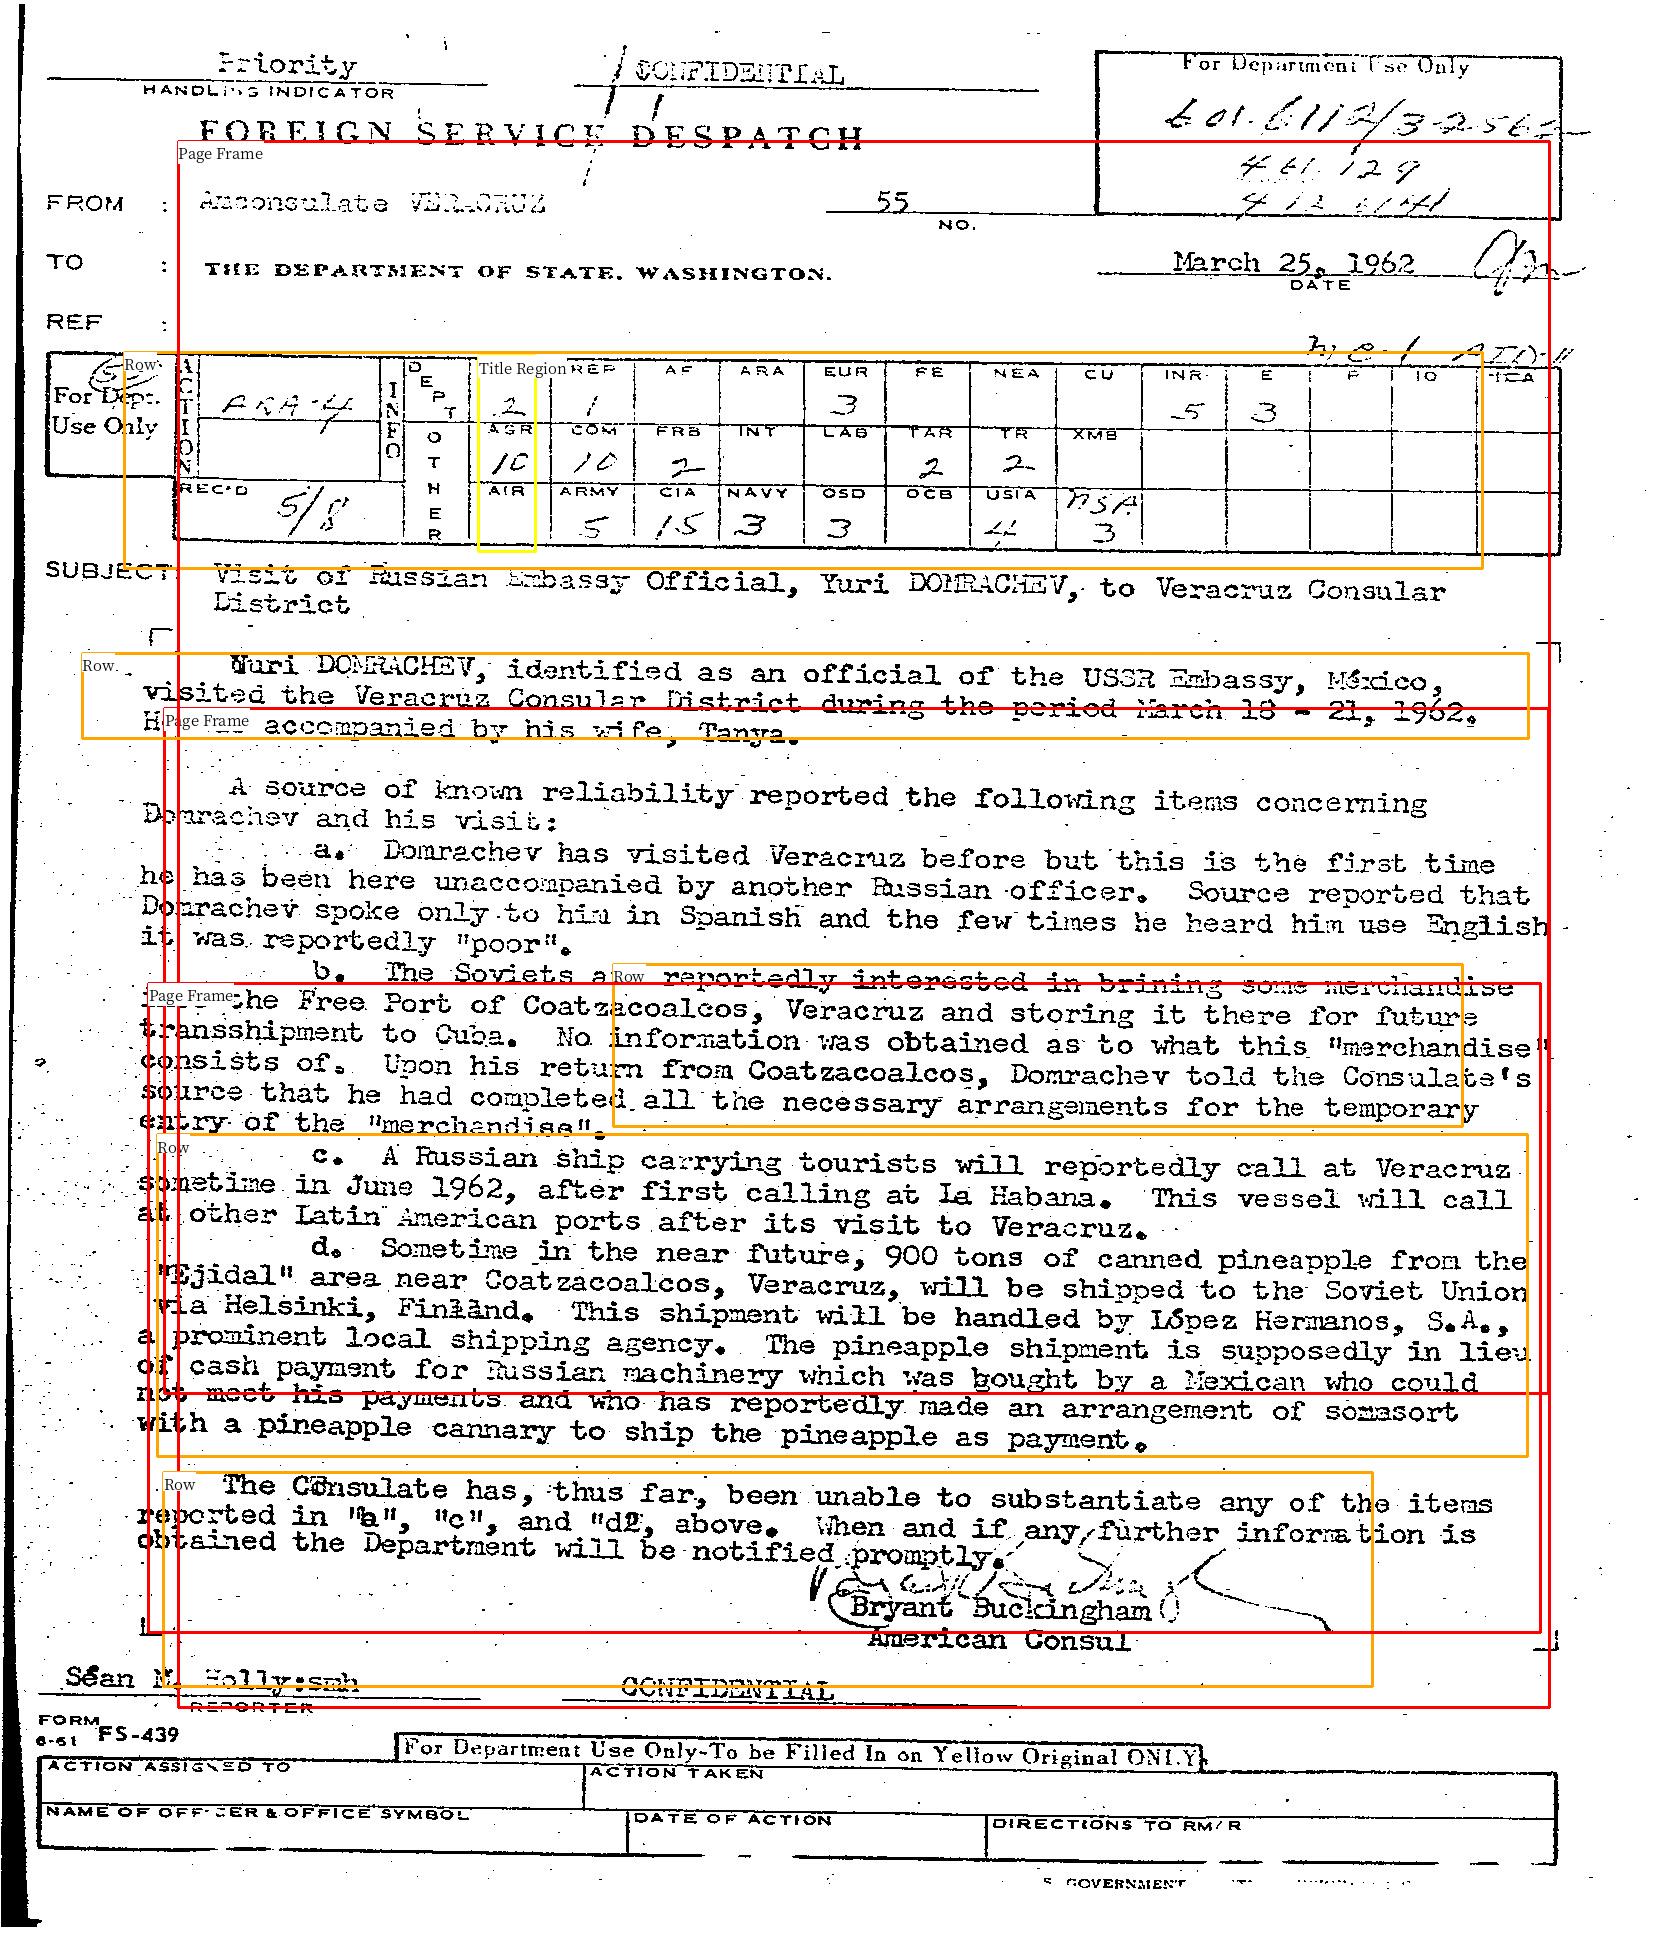 Priority
HANDLING INDICATOR
CONFIDENTIAL
For Department Use Only
FOREIGN SERVICE DESPATCH
Page Frame
FROM : Amconsulate VERACRUZ
55
NO.
TO : THE DEPARTMENT OF STATE, WASHINGTON.
March 25, 1962
DATE
REF :
Row
Title Region
For Dept.
Use Only
ACTION
ARA-4
INFO
DEPT.
REP AF ARA EUR FE NEA CU INR E P IO ICA
2 1 3 5 3
OTHER
AGR COM FRB INT LAB TAR TR XMB
10 10 2 2 2
REC'D 5/8
AIR ARMY CIA NAVY OSD OCB USIA NSA
5 15 3 3 4 3
SUBJECT: Visit of Russian Embassy Official, Yuri DOMRACHEV, to Veracruz Consular
District
Row
Yuri DOMRACHEV, identified as an official of the USSR Embassy, México,
visited the Veracruz Consular District during the period March 18 - 21, 1962.
Page Frame
accompanied by his wife, Tanya.
A source of known reliability reported the following items concerning
Domrachev and his visit:
a. Domrachev has visited Veracruz before but this is the first time
he has been here unaccompanied by another Russian officer. Source reported that
Domrachev spoke only to him in Spanish and the few times he heard him use English
it was reportedly "poor".
b. The Soviets
Row
reportedly interested in brining some merchandise
Page Frame
the Free Port of Coatzacoalcos, Veracruz and storing it there for future
transshipment to Cuba. No information was obtained as to what this "merchandise"
consists of. Upon his return from Coatzacoalcos, Domrachev told the Consulate's
source that he had completed all the necessary arrangements for the temporary
entry of the "merchandise".
Row
c. A Russian ship carrying tourists will reportedly call at Veracruz
sometime in June 1962, after first calling at La Habana. This vessel will call
at other Latin American ports after its visit to Veracruz.
d. Sometime in the near future, 900 tons of canned pineapple from the
"Ejidal" area near Coatzacoalcos, Veracruz, will be shipped to the Soviet Union
via Helsinki, Finland. This shipment will be handled by López Hermanos, S.A.,
a prominent local shipping agency. The pineapple shipment is supposedly in lieu
of cash payment for Russian machinery which was bought by a Mexican who could
not meet his payments and who has reportedly made an arrangement of somasort
with a pineapple cannary to ship the pineapple as payment.
Row
The Consulate has, thus far, been unable to substantiate any of the items
reported in "b", "c", and "d", above. When and if any further information is
obtained the Department will be notified promptly.
Bryant Buckingham
American Consul
Séan M. Holly:smh
REPORTER
CONFIDENTIAL
FORM
6-61 FS-439
For Department Use Only-To be Filled In on Yellow Original ONLY
ACTION ASSIGNED TO
ACTION TAKEN
NAME OF OFFICER & OFFICE SYMBOL
DATE OF ACTION
DIRECTIONS TO RM/R
GOVERNMENT